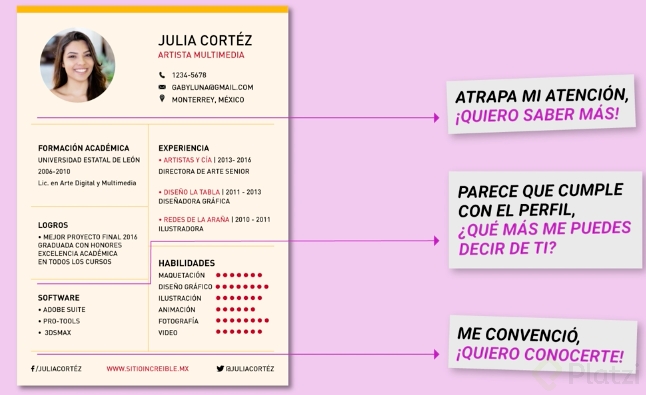 JULIA CORTÉZ
ARTISTA MULTIMEDIA
1234-5678
GABYLUNA@GMAIL.COM
MONTERREY, MÉXICO
FORMACIÓN ACADÉMICA
UNIVERSIDAD ESTATAL DE LEÓN
2006-2010
Lic. en Arte Digital y Multimedia
LOGROS
• MEJOR PROYECTO FINAL 2016
GRADUADA CON HONORES
EXCELENCIA ACADÉMICA
EN TODOS LOS CURSOS
SOFTWARE
• ADOBE SUITE
• PRO-TOOLS
• 3DSMAX
EXPERIENCIA
• ARTISTAS Y CÍA | 2013- 2016
DIRECTORA DE ARTE SENIOR
• DISEÑO LA TABLA | 2011 - 2013
DISEÑADORA GRÁFICA
• REDES DE LA ARAÑA | 2010 - 2011
ILUSTRADORA
HABILIDADES
MAQUETACIÓN
DISEÑO GRÁFICO
ILUSTRACIÓN
ANIMACIÓN
FOTOGRAFÍA
VIDEO
/JULIACORTÉZ
WWW.SITIOINCREIBLE.MX
@JULIACORTÉZ
ATRAPA MI ATENCIÓN,
¡QUIERO SABER MÁS!
PARECE QUE CUMPLE
CON EL PERFIL,
¿QUÉ MÁS ME PUEDES
DECIR DE TI?
ME CONVENCIÓ,
¡QUIERO CONOCERTE!
Platzi